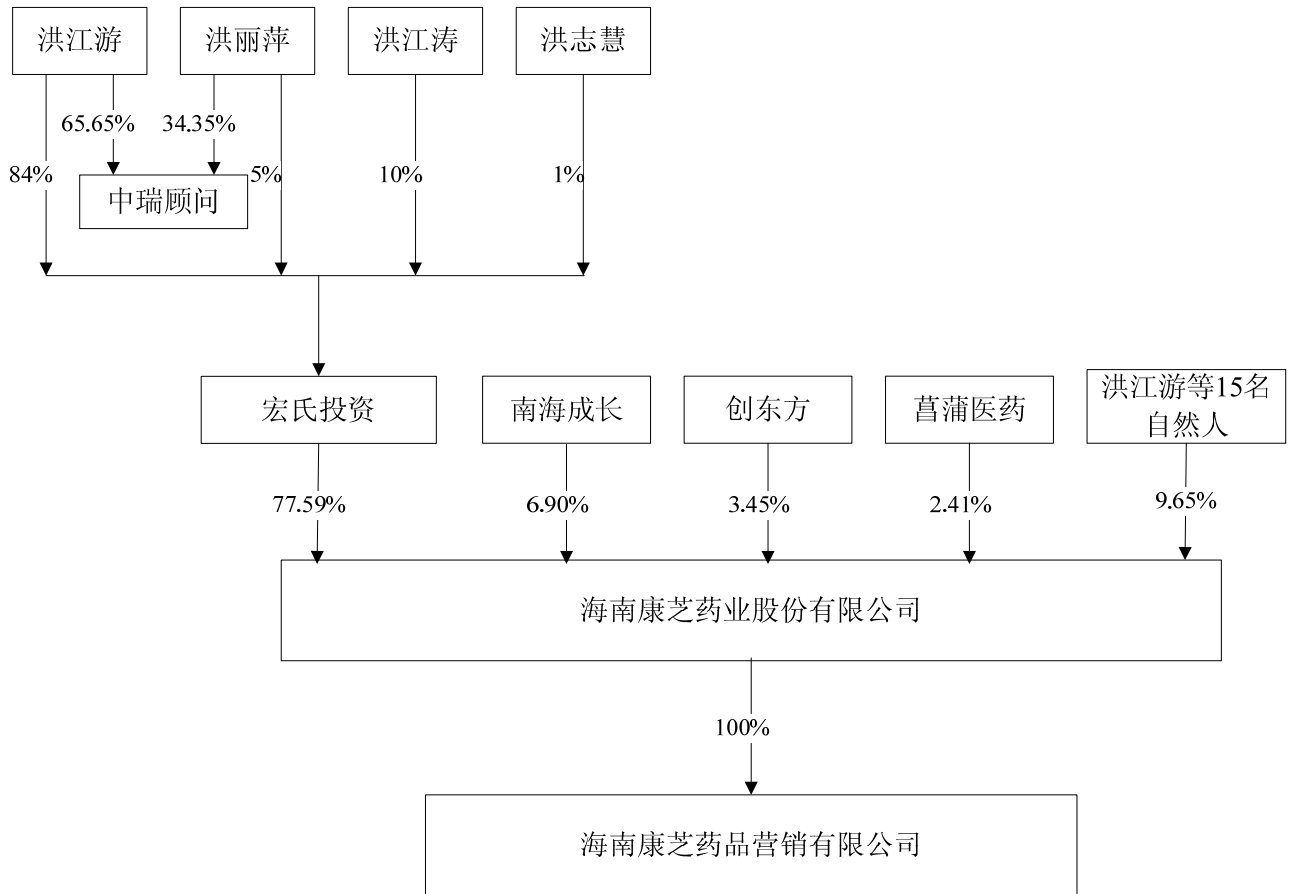 洪江游
洪丽萍
洪江涛
洪志慧
65.65%
34.35%
84%
5%
10%
1%
中瑞顾问
宏氏投资
南海成长
创东方
菖蒲医药
洪江游等15名
自然人
77.59%
6.90%
3.45%
2.41%
9.65%
海南康芝药业股份有限公司
100%
海南康芝药品营销有限公司